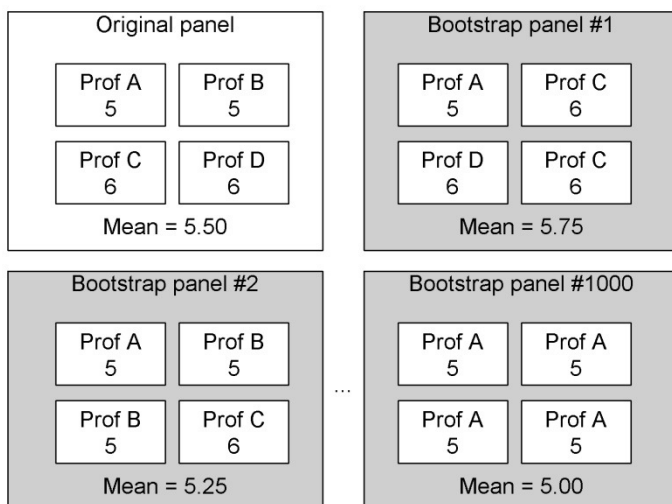 Original panel
Prof A
5
Prof B
5
Prof C
6
Prof D
6
Mean = 5.50
Bootstrap panel #1
Prof A
5
Prof C
6
Prof D
6
Prof C
6
Mean = 5.75
Bootstrap panel #2
Prof A
5
Prof B
5
Prof B
5
Prof C
6
Mean = 5.25
...
Bootstrap panel #1000
Prof A
5
Prof A
5
Prof A
5
Prof A
5
Mean = 5.00